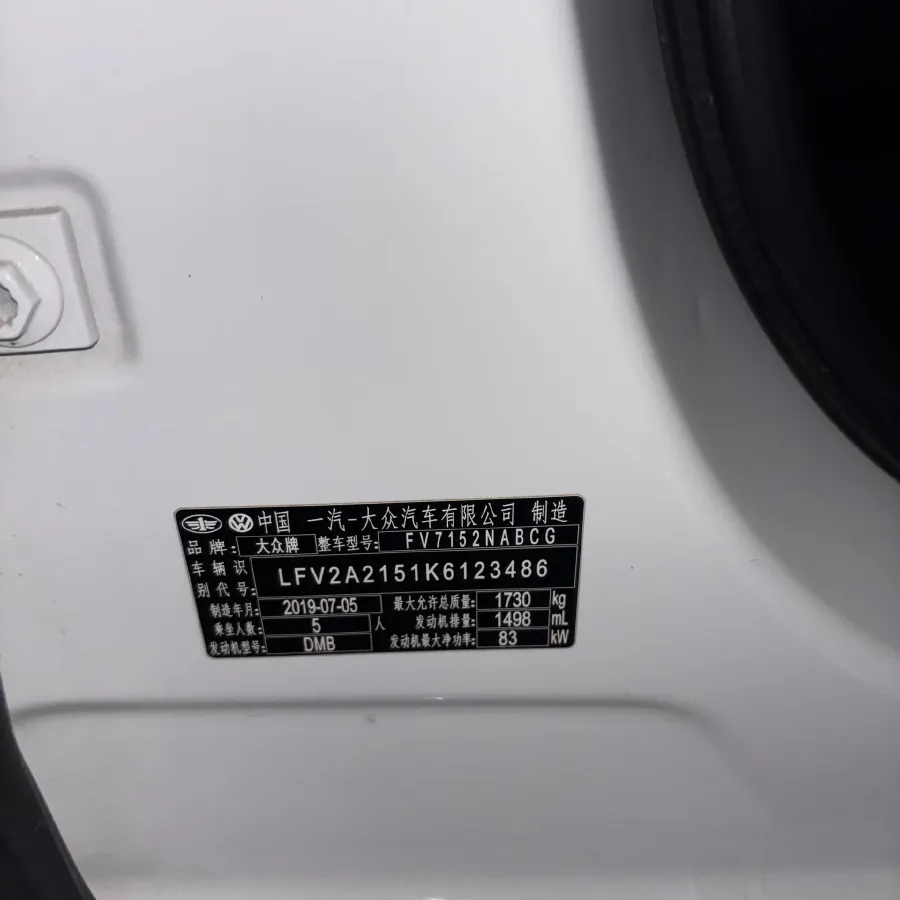 中国 一汽-大众汽车有限公司 制造
品牌: 大众牌 整车型号: FV7152NABCG
车辆识别代号: LFV2A2151K6123486
制造年月: 2019-07-05 最大允许总质量: 1730 kg
乘坐人数: 5 人 发动机排量: 1498 mL
发动机型号: DMB 发动机最大净功率: 83 kW